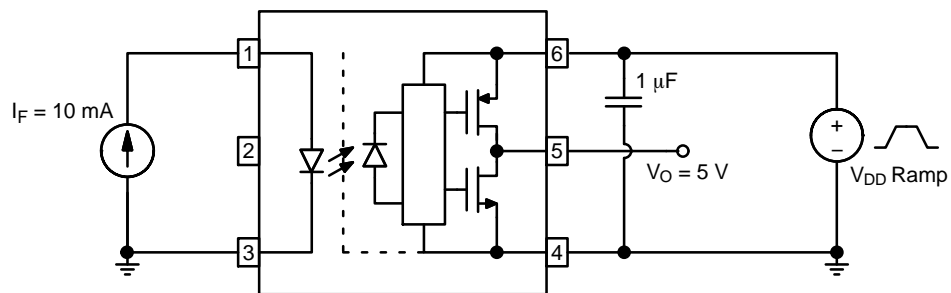 1
6
1 µF
I_F = 10 mA
+
2
5
−
V_O = 5 V
V_DD Ramp
3
4